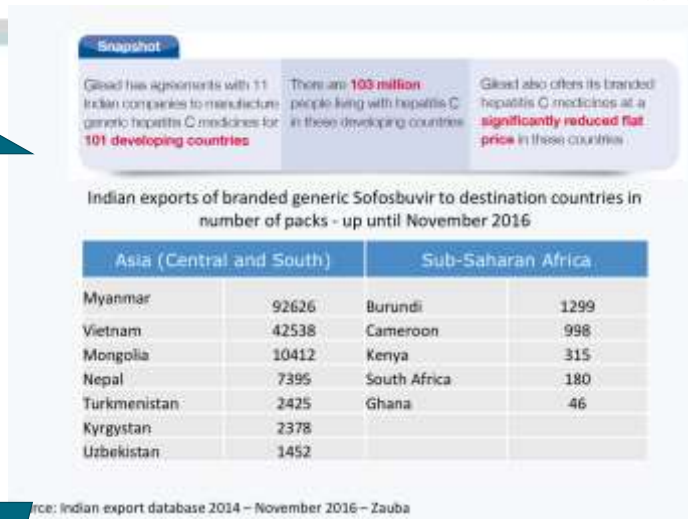 Snapshot
Gilead has agreements with 11
Indian companies to manufacture
generic hepatitis C medicines for
101 developing countries
There are 103 million
people living with hepatitis C
in these developing countries
Gilead also offers its branded
hepatitis C medicines at a
significantly reduced flat
price in these countries
Indian exports of branded generic Sofosbuvir to destination countries in
number of packs - up until November 2016
Asia (Central and South) Sub-Saharan Africa
Myanmar 92626 Burundi 1299
Vietnam 42538 Cameroon 998
Mongolia 10412 Kenya 315
Nepal 7395 South Africa 180
Turkmenistan 2425 Ghana 46
Kyrgystan 2378
Uzbekistan 1452
rce: Indian export database 2014 – November 2016 – Zauba